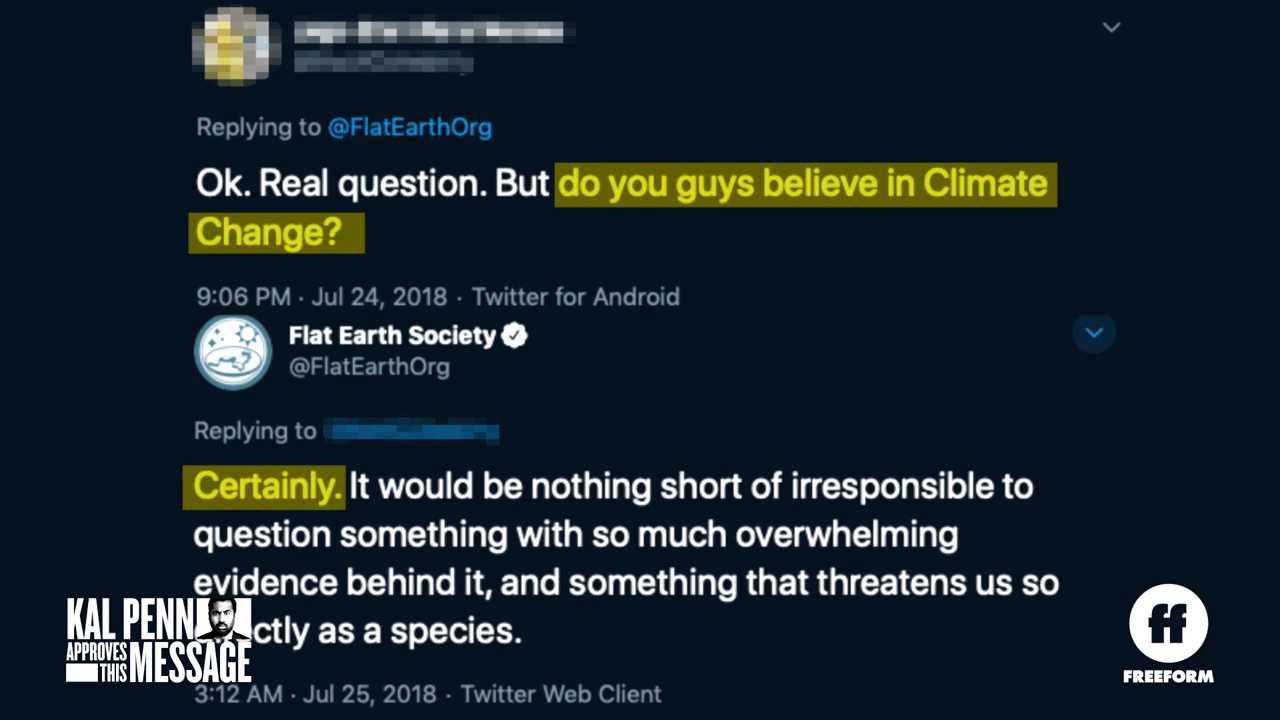 Replying to @FlatEarthOrg
Ok. Real question. But do you guys believe in Climate
Change?
9:06 PM · Jul 24, 2018 · Twitter for Android
Flat Earth Society
@FlatEarthOrg
Replying to
Certainly. It would be nothing short of irresponsible to
question something with so much overwhelming
evidence behind it, and something that threatens us so
ctly as a species.
3:12 AM · Jul 25, 2018 · Twitter Web Client
KAL PENN
APPROVES
THIS MESSAGE
ff
FREEFORM